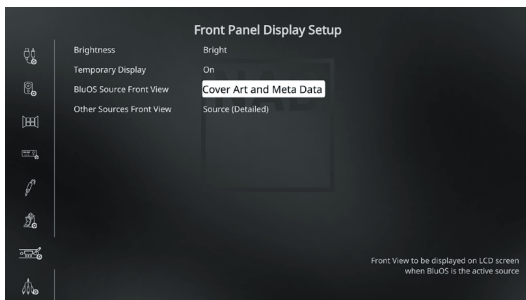 Front Panel Display Setup
Brightness Bright
Temporary Display On
BluOS Source Front View Cover Art and Meta Data
Other Sources Front View Source (Detailed)
NAD
Front View to be displayed on LCD screen
when BluOS is the active source